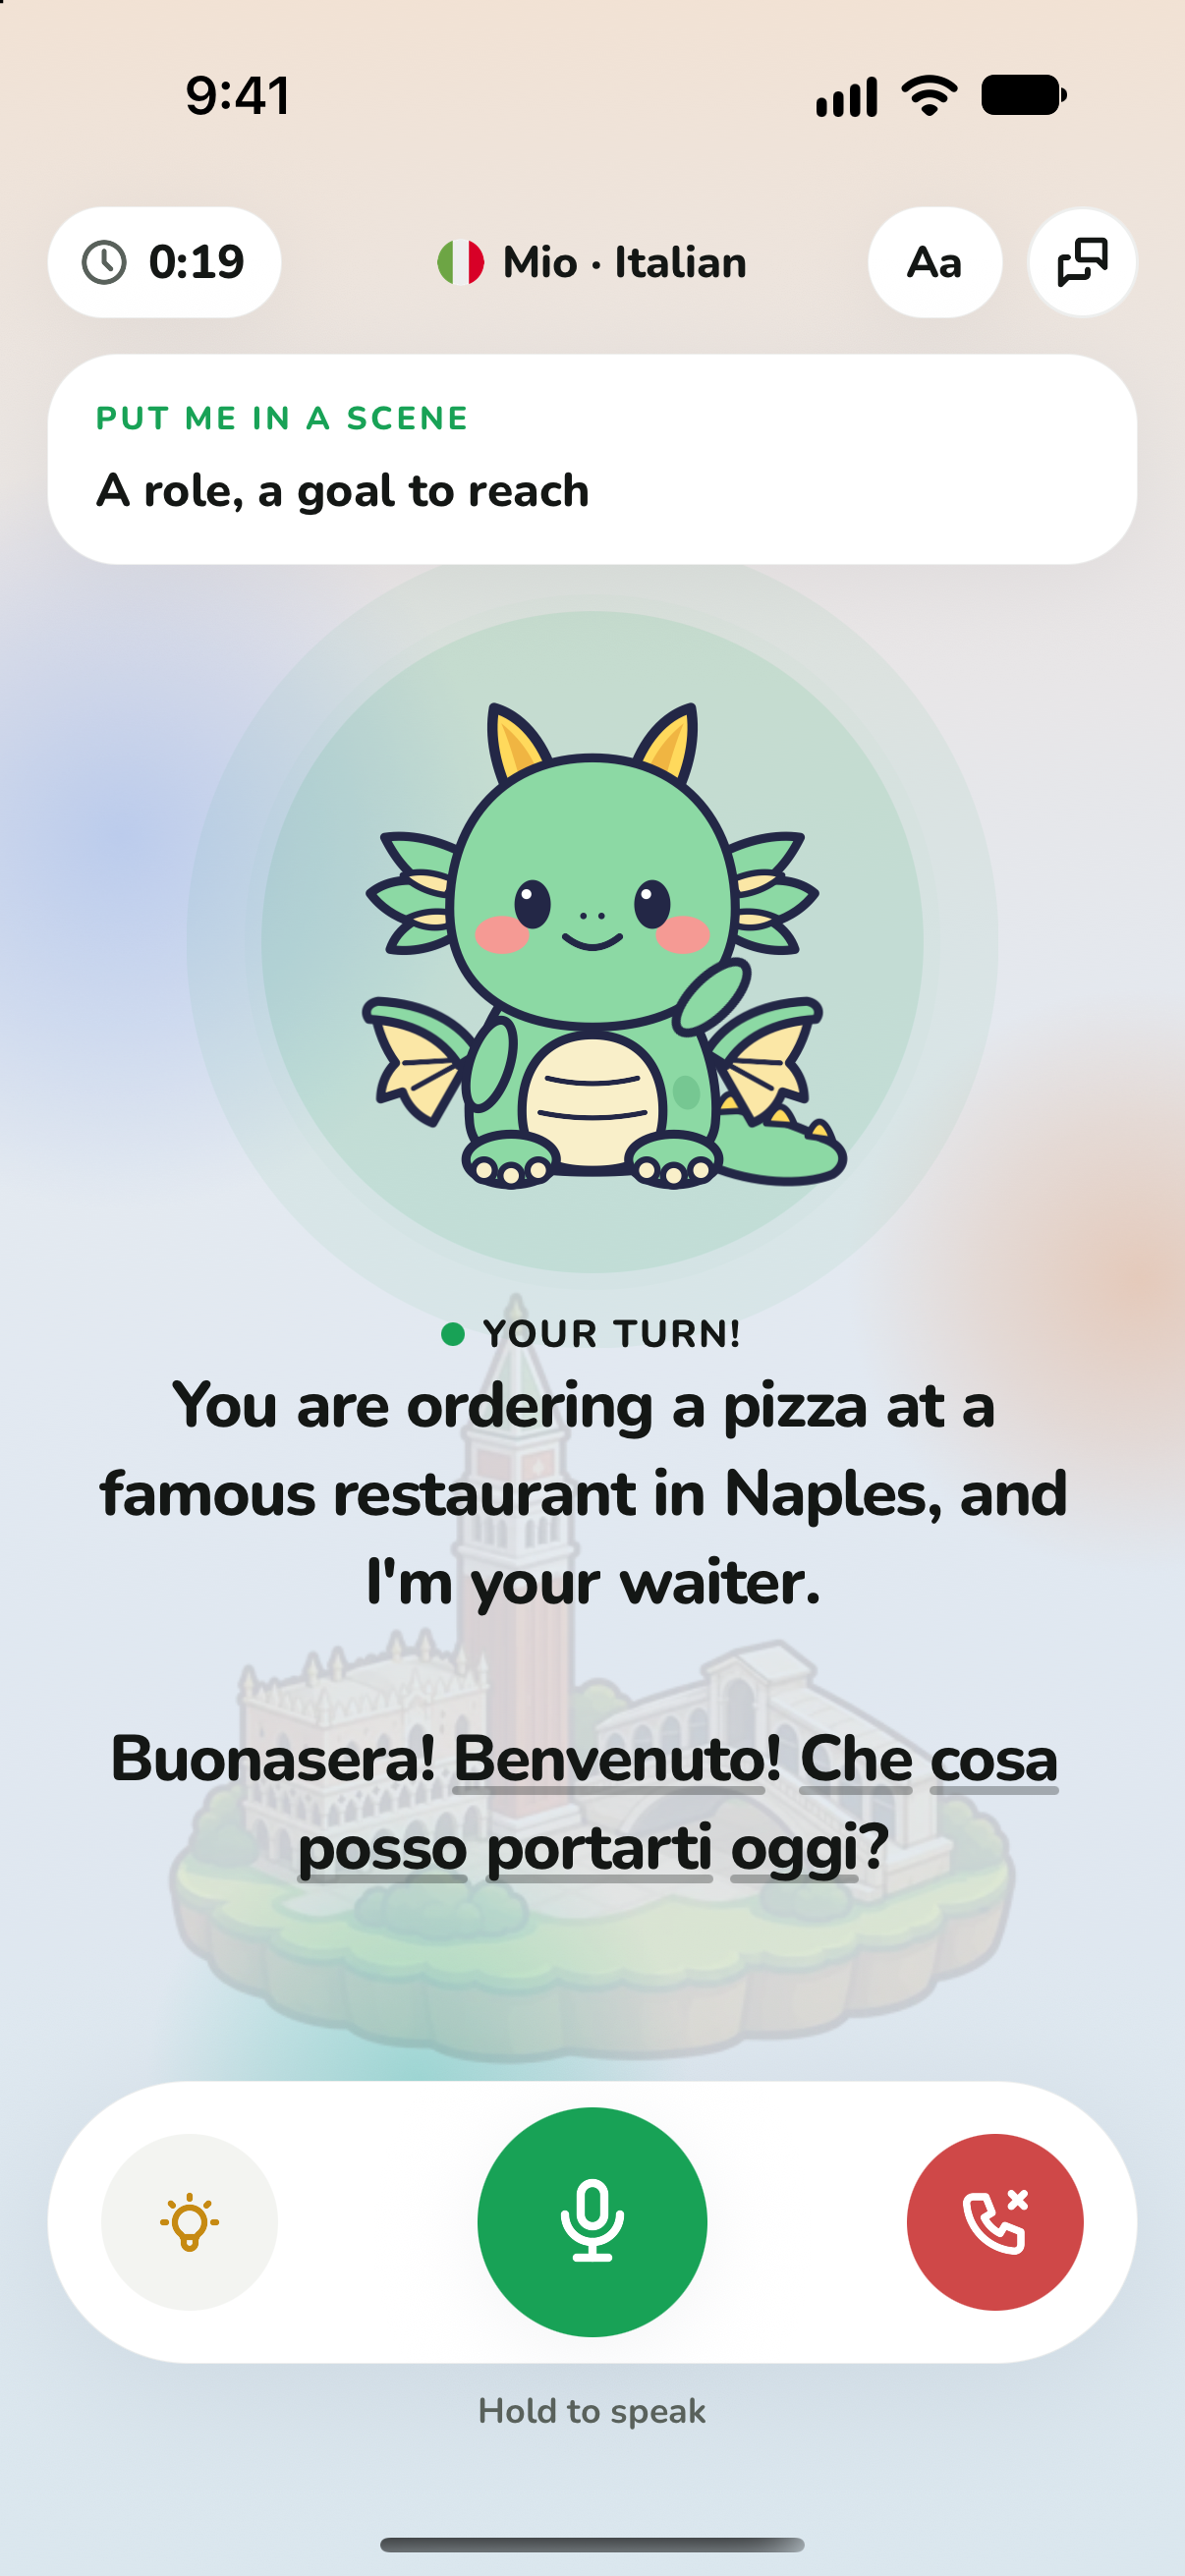 9:41
0:19
Mio · Italian
Aa
PUT ME IN A SCENE
A role, a goal to reach
YOUR TURN!
You are ordering a pizza at a
famous restaurant in Naples, and
I'm your waiter.
Buonasera! Benvenuto! Che cosa
posso portarti oggi?
Hold to speak